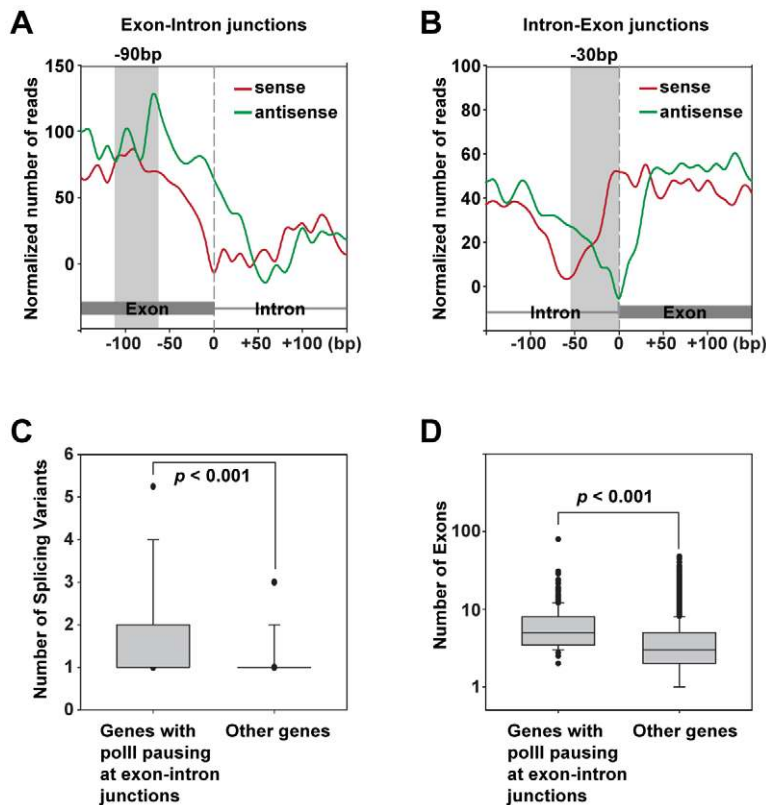 A
Exon-Intron junctions
-90bp
Normalized number of reads
150
100
50
0
sense
antisense
Exon
Intron
-100 -50 0 +50 +100 (bp)
B
Intron-Exon junctions
-30bp
Normalized number of reads
100
80
60
40
20
0
sense
antisense
Intron
Exon
-100 -50 0 +50 +100 (bp)
C
Number of Splicing Variants
6
5
4
3
2
1
0
p < 0.001
Genes with
polII pausing
at exon-intron
junctions
Other genes
D
Number of Exons
100
10
1
p < 0.001
Genes with
polII pausing
at exon-intron
junctions
Other genes